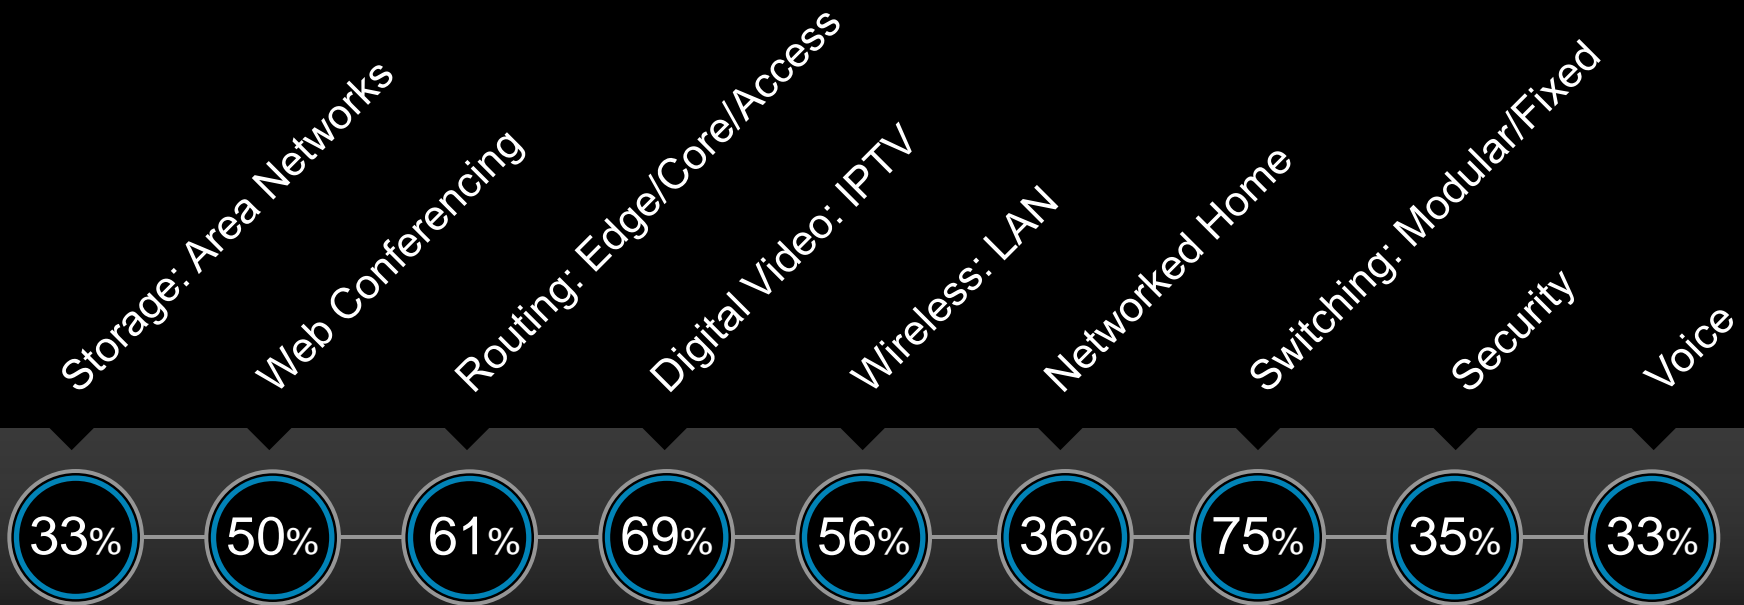 Storage: Area Networks
Web Conferencing
Routing: Edge/Core/Access
Digital Video: IPTV
Wireless: LAN
Networked Home
Switching: Modular/Fixed
Security
Voice
33%
50%
61%
69%
56%
36%
75%
35%
33%